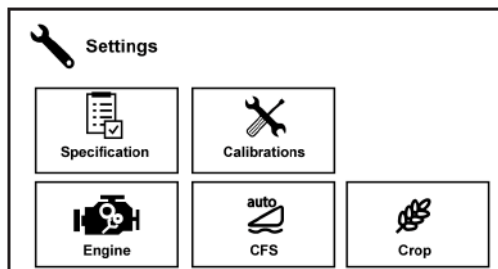 Settings
Specification
Calibrations
auto
Engine
CFS
Crop